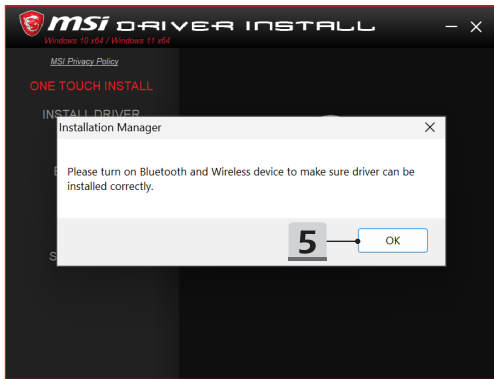 msi DRIVER INSTALL
Windows 10 x64 / Windows 11 x64
MSI Privacy Policy
ONE TOUCH INSTALL
INSTALL DRIVER
Installation Manager
Please turn on Bluetooth and Wireless device to make sure driver can be
installed correctly.
5
OK
S